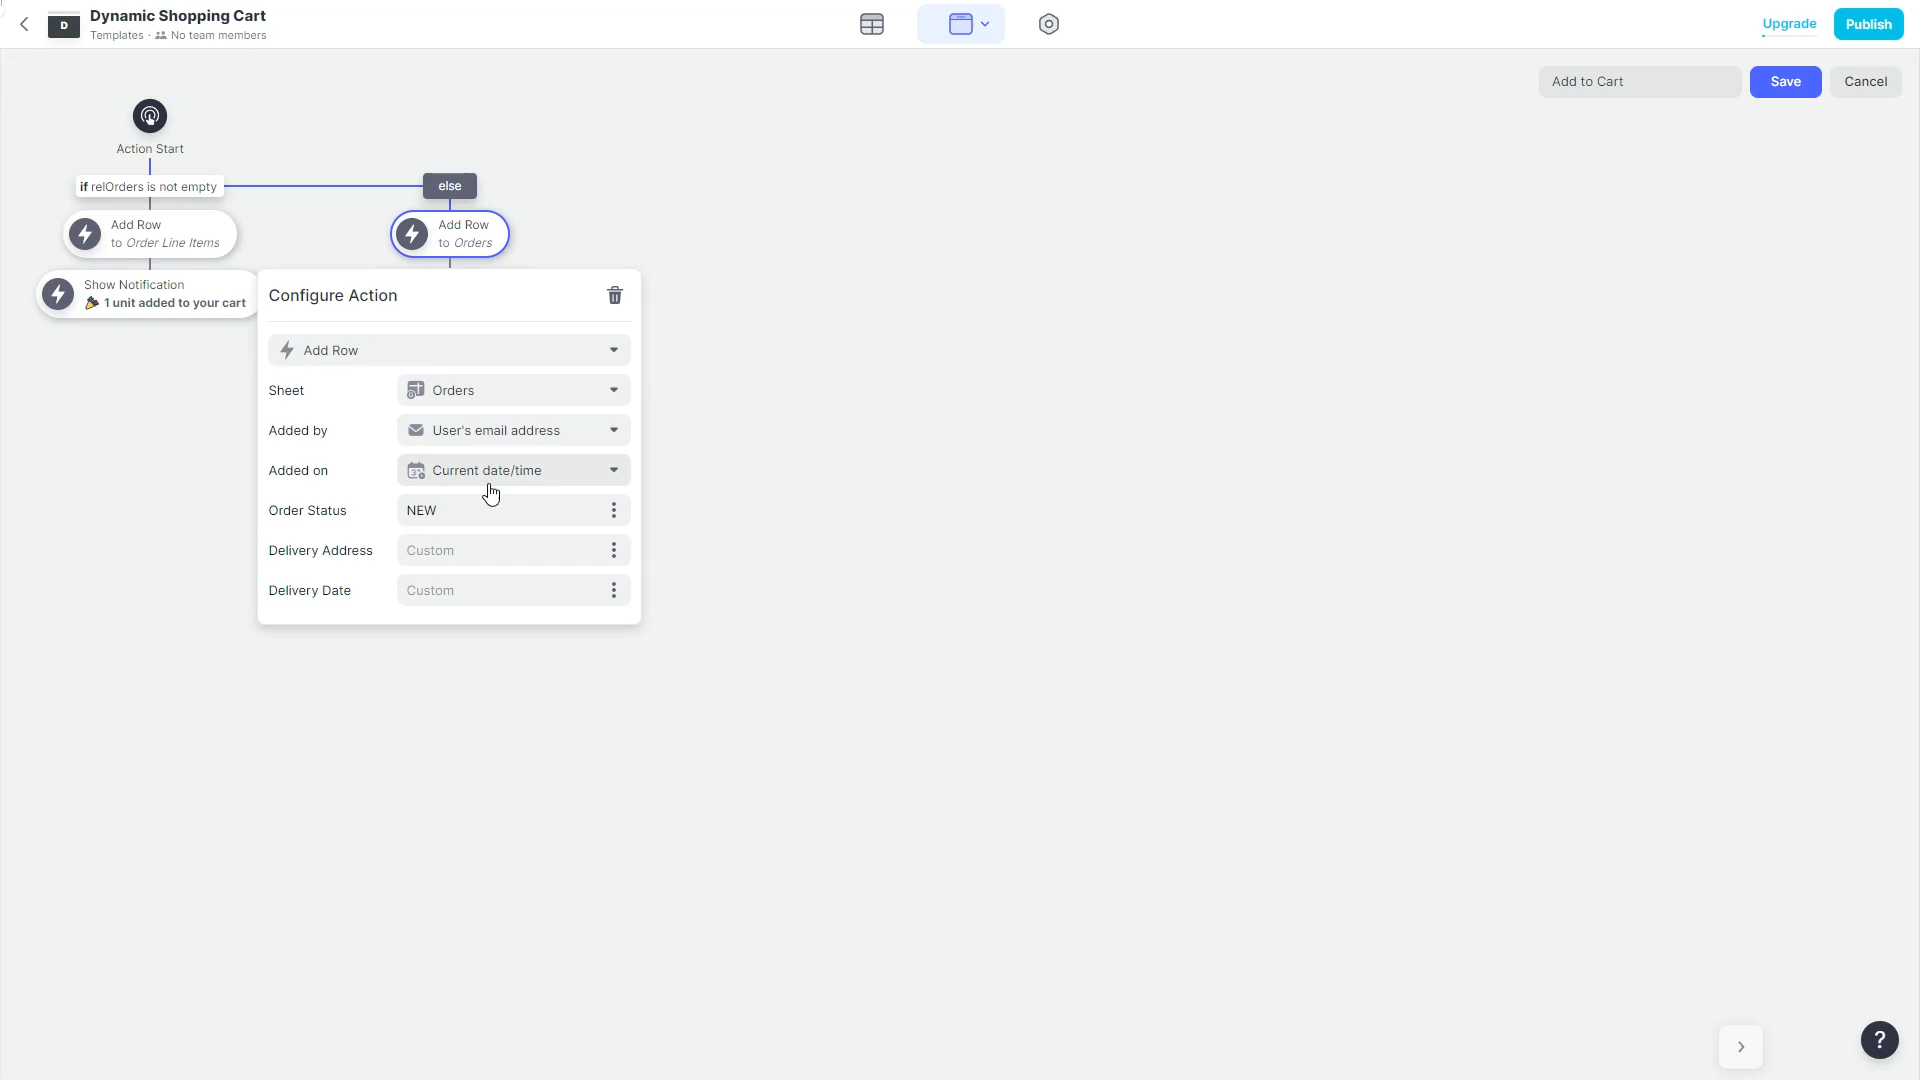 D
Dynamic Shopping Cart
Templates · No team members
Upgrade
Publish
Add to Cart
Save
Cancel
Action Start
if relOrders is not empty
else
Add Row
to Order Line Items
Add Row
to Orders
Show Notification
🎉 1 unit added to your cart
Configure Action
Add Row
Sheet
Orders
Added by
User's email address
Added on
Current date/time
Order Status
NEW
Delivery Address
Custom
Delivery Date
Custom
?